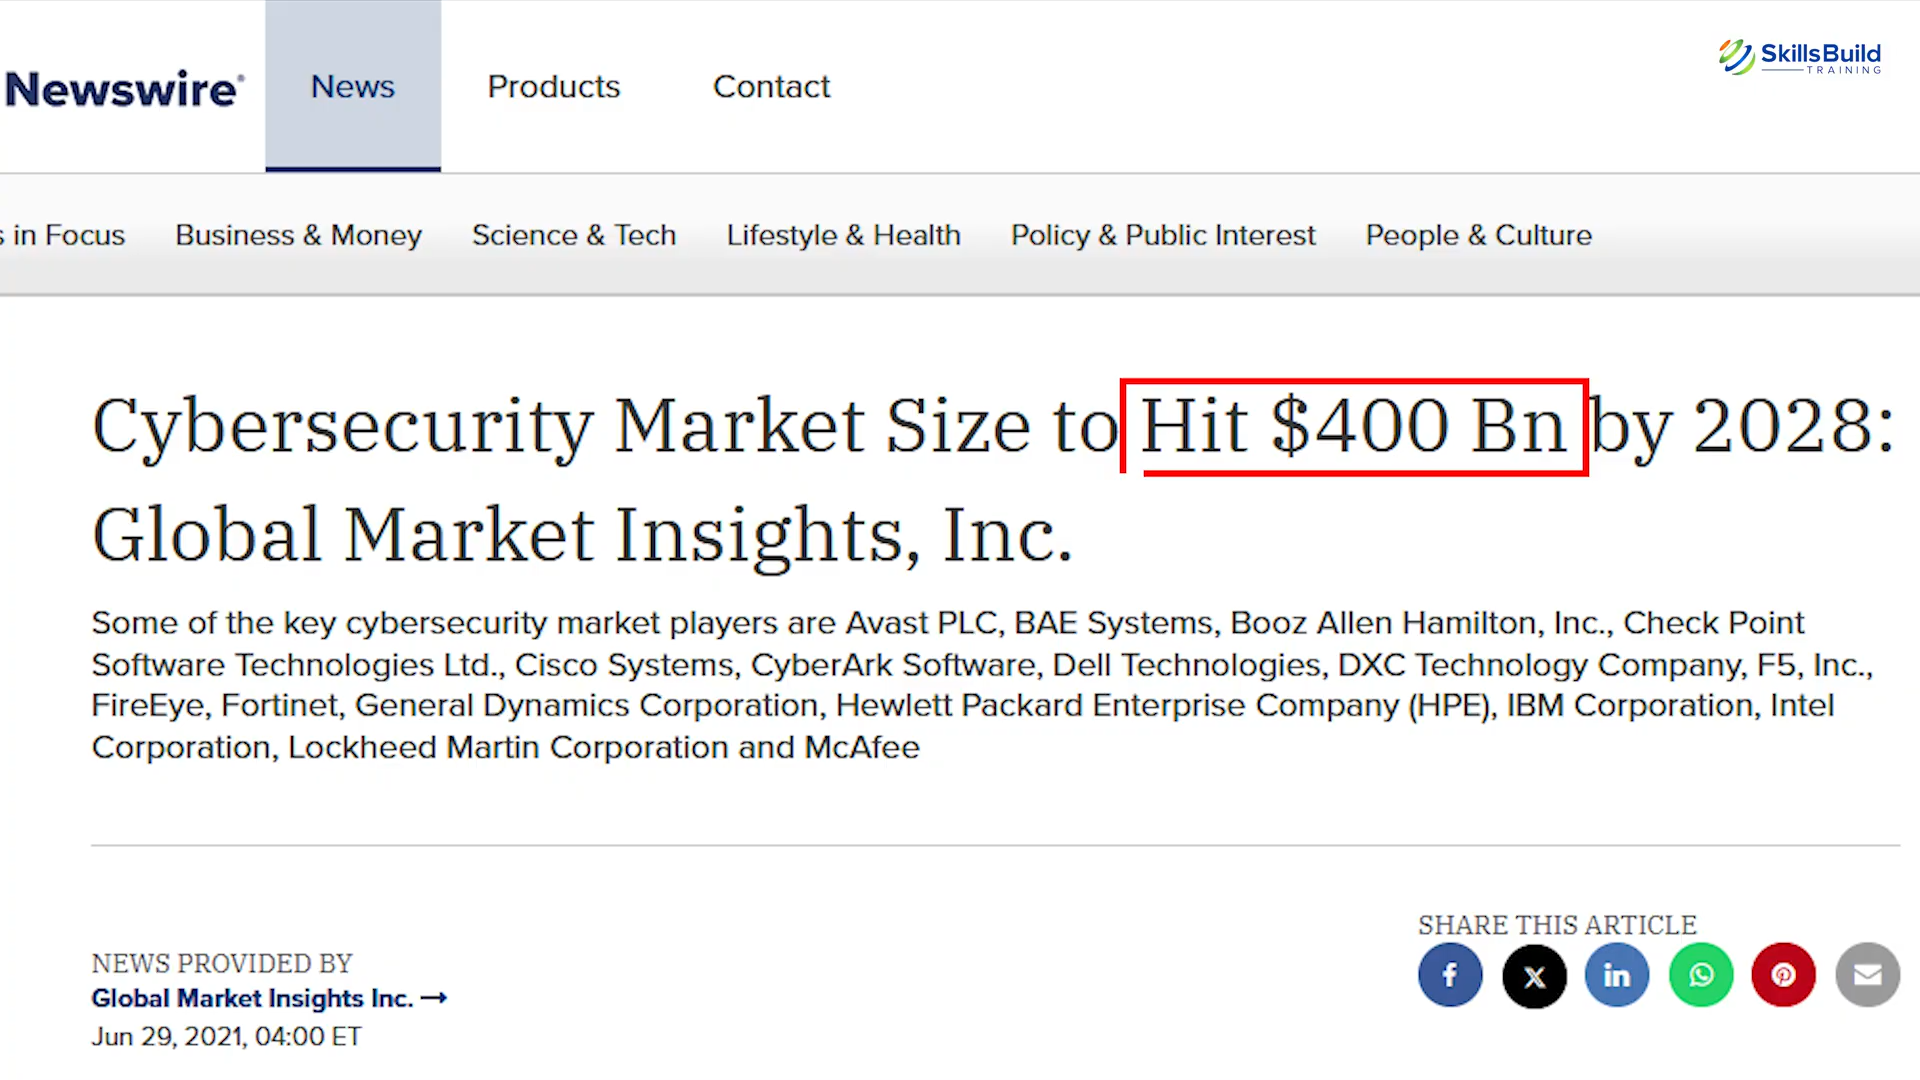 Newswire®
News
Products
Contact
SkillsBuild
TRAINING
s in Focus
Business & Money
Science & Tech
Lifestyle & Health
Policy & Public Interest
People & Culture
Cybersecurity Market Size to Hit $400 Bn by 2028:
Global Market Insights, Inc.
Some of the key cybersecurity market players are Avast PLC, BAE Systems, Booz Allen Hamilton, Inc., Check Point
Software Technologies Ltd., Cisco Systems, CyberArk Software, Dell Technologies, DXC Technology Company, F5, Inc.,
FireEye, Fortinet, General Dynamics Corporation, Hewlett Packard Enterprise Company (HPE), IBM Corporation, Intel
Corporation, Lockheed Martin Corporation and McAfee
NEWS PROVIDED BY
Global Market Insights Inc. →
Jun 29, 2021, 04:00 ET
SHARE THIS ARTICLE